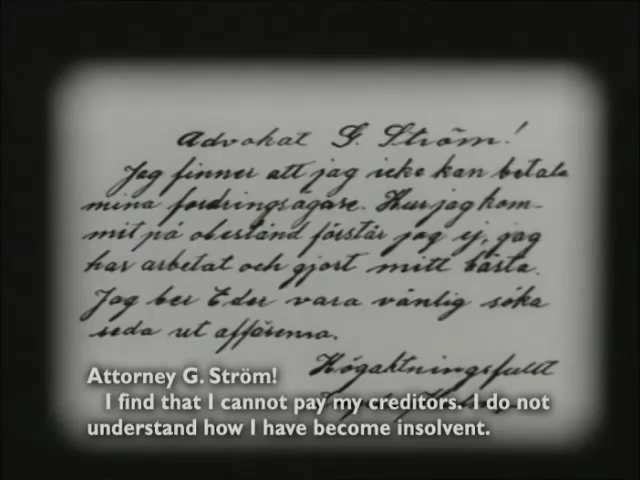 Advokat G. Ström!
Jag finner att jag icke kan betala
mina fordringsägare. Hur jag kom-
mit på obestånd förstår jag ej, jag
har arbetat och gjort mitt bästa.
Jag ber Eder vara vänlig söka
reda ut affärerna.
Högaktningsfullt
Attorney G. Ström!
I find that I cannot pay my creditors. I do not
understand how I have become insolvent.